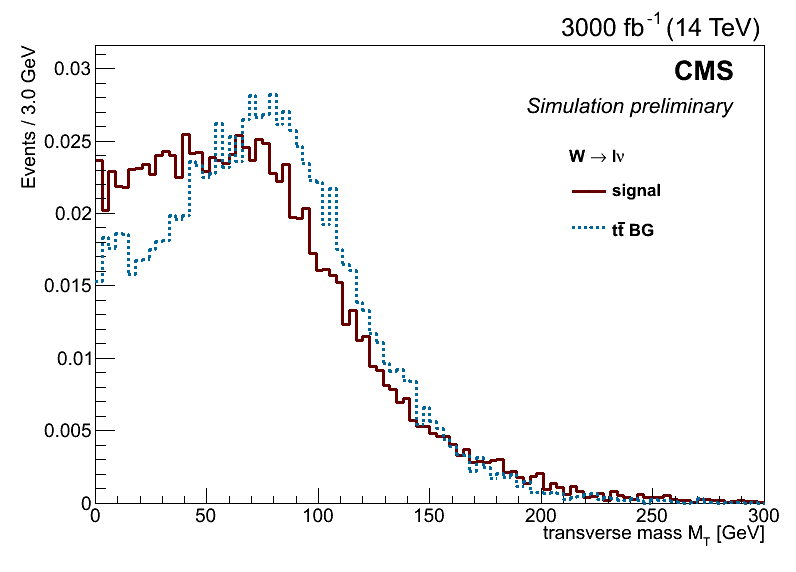 3000 fb⁻¹ (14 TeV)
Events / 3.0 GeV
CMS
Simulation preliminary
W → lν
signal
tt̄ BG
0.03
0.025
0.02
0.015
0.01
0.005
0
0 50 100 150 200 250 300
transverse mass M_T [GeV]